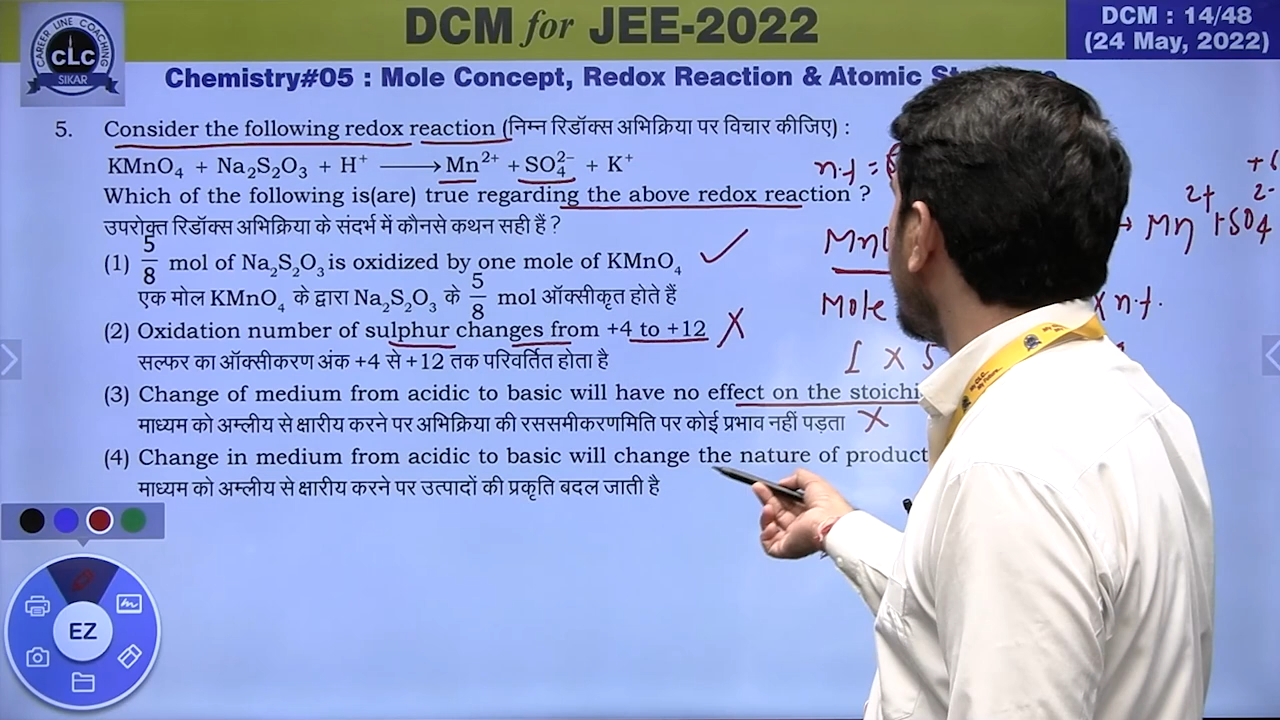 DCM for JEE-2022
DCM : 14/48
(24 May, 2022)
CAREER LINE COACHING
CLC
SIKAR
Chemistry#05 : Mole Concept, Redox Reaction & Atomic
5. Consider the following redox reaction (निम्न रिडॉक्स अभिक्रिया पर विचार कीजिए) :
KMnO₄ + Na₂S₂O₃ + H⁺ ⟶ Mn²⁺ + SO₄²⁻ + K⁺
n.f =
Which of the following is(are) true regarding the above redox reaction ?
उपरोक्त रिडॉक्स अभिक्रिया के संदर्भ में कौनसे कथन सही हैं ?
→ Mn²⁺ + SO₄²⁻
(1) 5/8 mol of Na₂S₂O₃ is oxidized by one mole of KMnO₄ ✓
एक मोल KMnO₄ के द्वारा Na₂S₂O₃ के 5/8 mol ऑक्सीकृत होते हैं
Mole × n.f.
(2) Oxidation number of sulphur changes from +4 to +12 ✗
सल्फर का ऑक्सीकरण अंक +4 से +12 तक परिवर्तित होता है
1 × 5
(3) Change of medium from acidic to basic will have no effect on the
माध्यम को अम्लीय से क्षारीय करने पर अभिक्रिया की रससमीकरणमिति पर कोई प्रभाव नहीं पड़ता ✗
(4) Change in medium from acidic to basic will change the nature of product
माध्यम को अम्लीय से क्षारीय करने पर उत्पादों की प्रकृति बदल जाती है
EZ